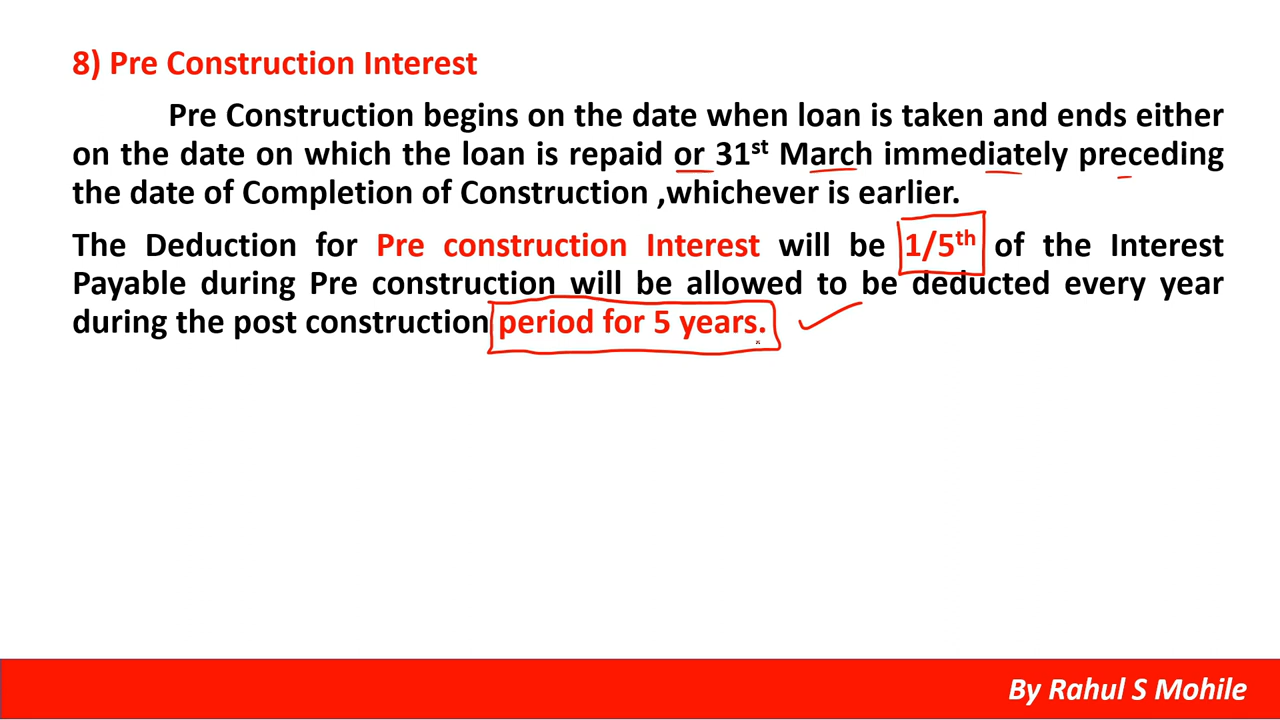 8) Pre Construction Interest
Pre Construction begins on the date when loan is taken and ends either
on the date on which the loan is repaid or 31st March immediately preceding
the date of Completion of Construction ,whichever is earlier.
The Deduction for Pre construction Interest will be 1/5th of the Interest
Payable during Pre construction will be allowed to be deducted every year
during the post construction period for 5 years.
By Rahul S Mohile